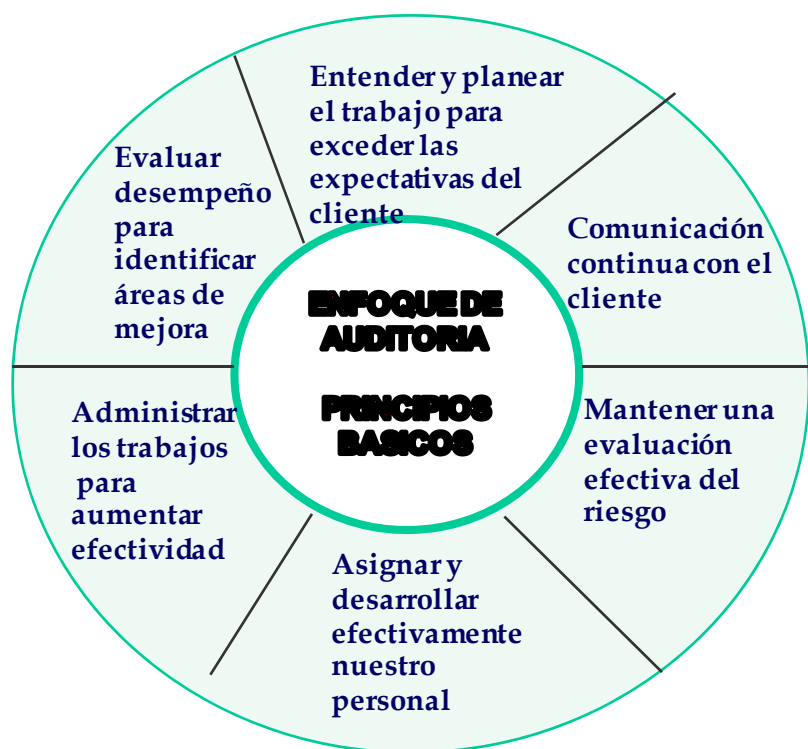 Entender y planear
el trabajo para
exceder las
expectativas del
cliente
Comunicación
continua con el
cliente
Mantener una
evaluación
efectiva del
riesgo
Asignar y
desarrollar
efectivamente
nuestro
personal
Administrar
los trabajos
para
aumentar
efectividad
Evaluar
desempeño
para
identificar
áreas de
mejora
ENFOQUE DE
AUDITORIA
PRINCIPIOS
BASICOS